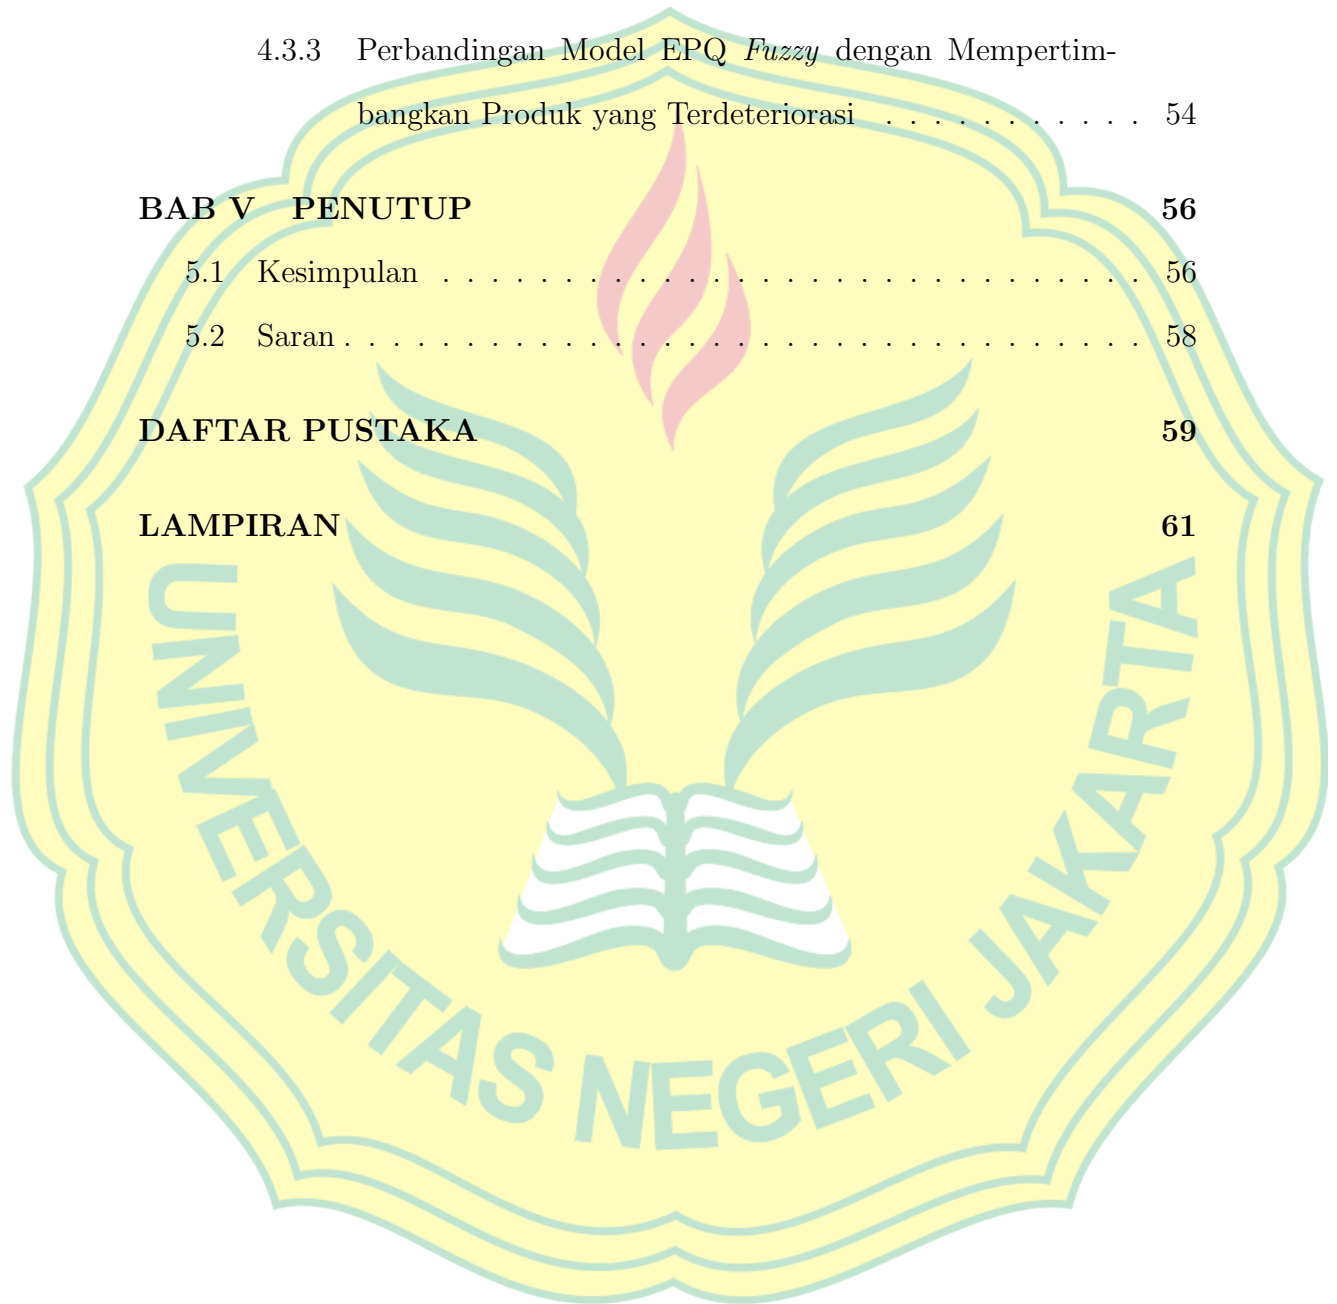 4.3.3 Perbandingan Model EPQ Fuzzy dengan Mempertim-
bangkan Produk yang Terdeteriorasi . . . . . . . . . . . 54
BAB V PENUTUP 56
5.1 Kesimpulan . . . . . . . . . . . . . . . . . . . . . . . . . . . . . 56
5.2 Saran . . . . . . . . . . . . . . . . . . . . . . . . . . . . . . . . . 58
DAFTAR PUSTAKA 59
LAMPIRAN 61
UNIVERSITAS NEGERI JAKARTA